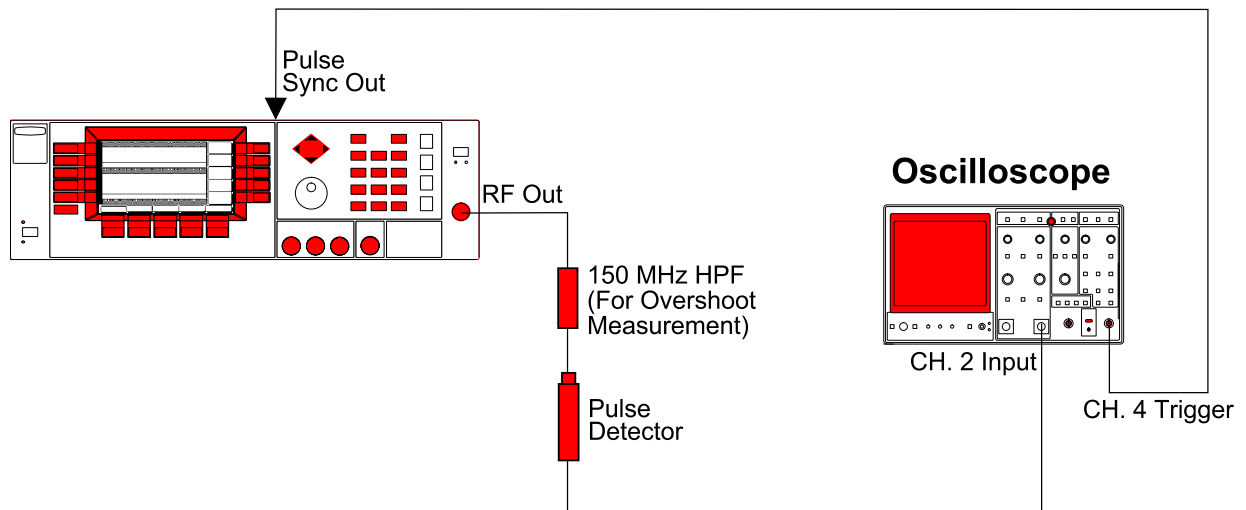 Pulse
Sync Out
Oscilloscope
RF Out
150 MHz HPF
(For Overshoot
Measurement)
CH. 2 Input
CH. 4 Trigger
Pulse
Detector